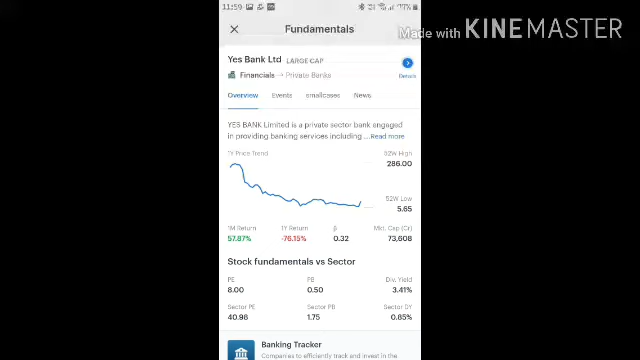 11:59
Fundamentals
Made with KINEMASTER
Yes Bank Ltd LARGE CAP
Financials → Private Banks
Details
Overview Events smallcases News
YES BANK Limited is a private sector bank engaged
in providing banking services including ...Read more
1Y Price Trend
52W High
286.00
52W Low
5.65
1M Return 1Y Return β Mkt. Cap (Cr)
57.87% -76.15% 0.32 73,608
Stock fundamentals vs Sector
PE PB Div. Yield
8.00 0.50 3.41%
Sector PE Sector PB Sector DY
40.98 1.75 0.85%
Banking Tracker
Companies to efficiently track and invest in the